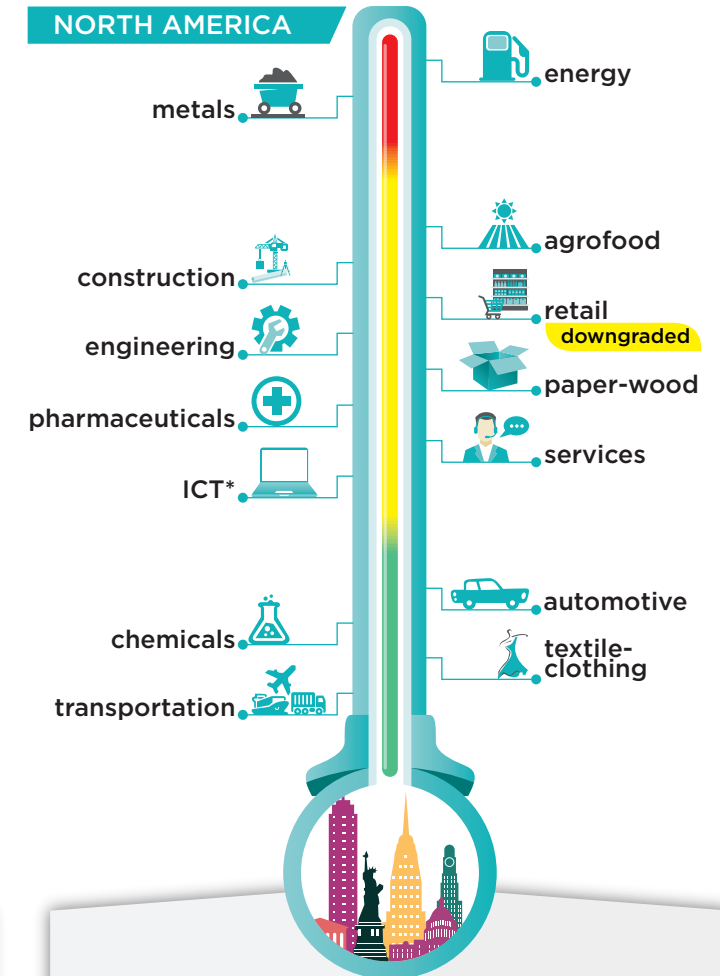 NORTH AMERICA
energy
metals
agrofood
construction
retail
downgraded
engineering
paper-wood
pharmaceuticals
services
ICT*
automotive
chemicals
textile-
clothing
transportation